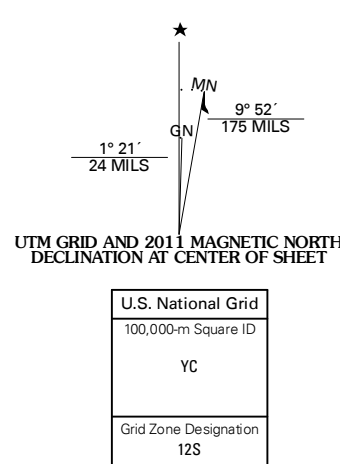 ★
MN
GN
9° 52´
175 MILS
1° 21´
24 MILS
UTM GRID AND 2011 MAGNETIC NORTH
DECLINATION AT CENTER OF SHEET
U.S. National Grid
100,000-m Square ID
YC
Grid Zone Designation
12S